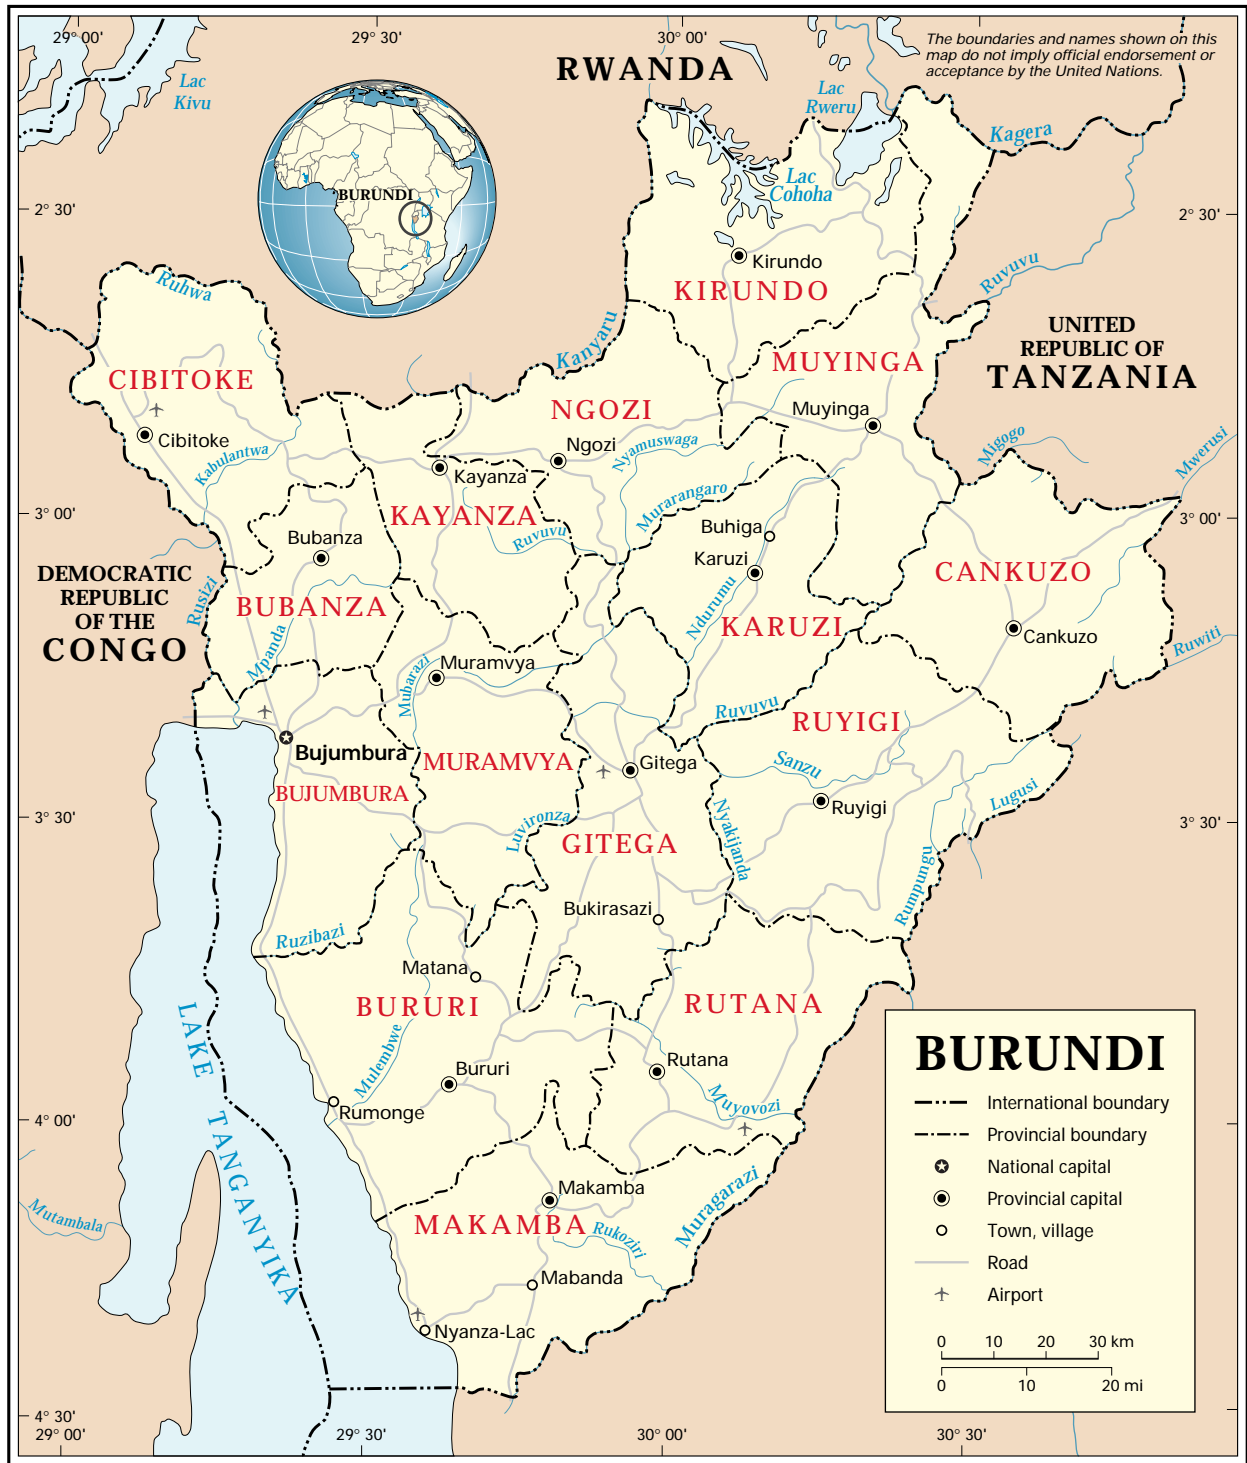 29° 00'
29° 30'
30° 00'
The boundaries and names shown on this
map do not imply official endorsement or
acceptance by the United Nations.
RWANDA
Lac
Kivu
Lac
Rweru
Kagera
Lac
Cohoha
BURUNDI
2° 30'
2° 30'
Kirundo
KIRUNDO
Ruhwa
Ruvuvu
Kanyaru
UNITED
REPUBLIC OF
TANZANIA
MUYINGA
CIBITOKE
NGOZI
Muyinga
Cibitoke
Ngozi
Nyamuswaga
Migogo
Mwerusi
Kabulantwa
Kayanza
Murarangaro
KAYANZA
3° 00'
3° 00'
Buhiga
Bubanza
Ruvuvu
Karuzi
CANKUZO
DEMOCRATIC
REPUBLIC
OF THE
CONGO
Rusizi
BUBANZA
Ndurumu
KARUZI
Cankuzo
Ruwiti
Mpanda
Mubarazi
Muramvya
Ruvuvu
RUYIGI
Bujumbura
MURAMVYA
Gitega
Sanzu
BUJUMBURA
Ruyigi
Lugusi
3° 30'
3° 30'
Luvironza
Nyakijanda
GITEGA
Rumpungu
Bukirasazi
Ruzibazi
Matana
BURURI
RUTANA
LAKE TANGANYIKA
Mulembwe
Bururi
Rutana
Rumonge
Muyovozi
4° 00'
Makamba
Muragarazi
MAKAMBA
Rukoziri
Mutambala
Mabanda
Nyanza-Lac
BURUNDI
International boundary
Provincial boundary
National capital
Provincial capital
Town, village
Road
Airport
0 10 20 30 km
0 10 20 mi
4° 30'
29° 00'
29° 30'
30° 00'
30° 30'